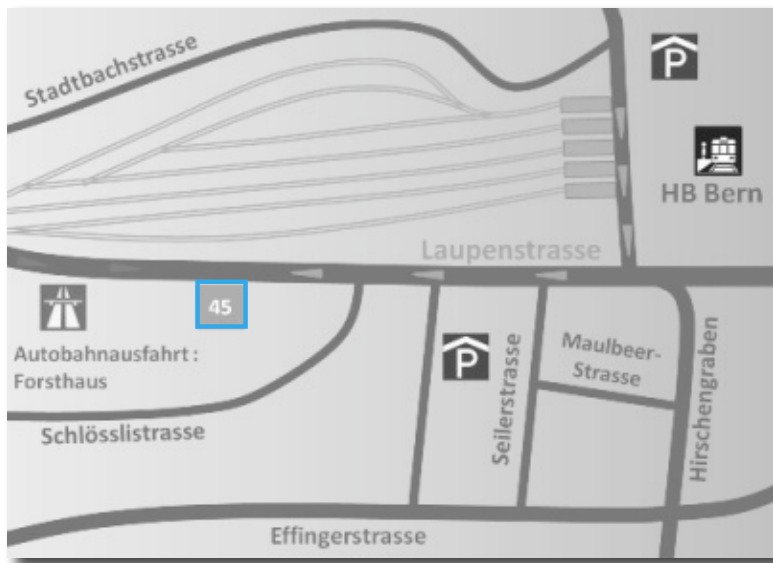 Stadtbachstrasse
P
HB Bern
Laupenstrasse
45
Autobahnausfahrt :
Forsthaus
P
Maulbeer-
Strasse
Seilerstrasse
Hirschengraben
Schlösslistrasse
Effingerstrasse